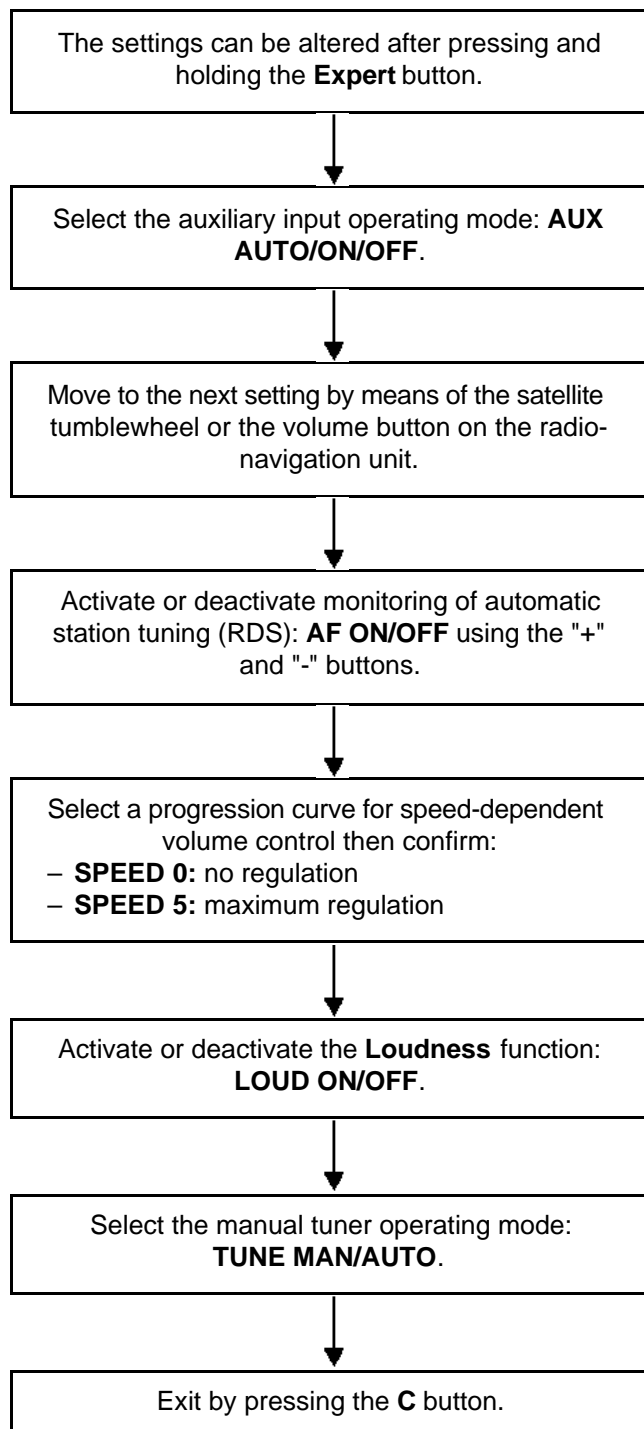 The settings can be altered after pressing and
holding the Expert button.
Select the auxiliary input operating mode: AUX
AUTO/ON/OFF.
Move to the next setting by means of the satellite
tumblewheel or the volume button on the radio-
navigation unit.
Activate or deactivate monitoring of automatic
station tuning (RDS): AF ON/OFF using the "+"
and "-" buttons.
Select a progression curve for speed-dependent
volume control then confirm:
– SPEED 0: no regulation
– SPEED 5: maximum regulation
Activate or deactivate the Loudness function:
LOUD ON/OFF.
Select the manual tuner operating mode:
TUNE MAN/AUTO.
Exit by pressing the C button.